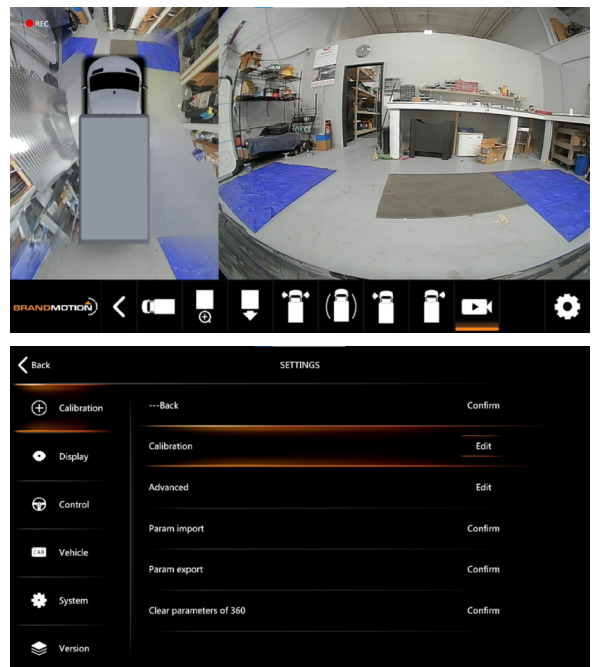 REC
BRANDMOTION
Back
SETTINGS
Calibration
---Back
Confirm
Calibration
Edit
Display
Advanced
Edit
Control
Param import
Confirm
CAR
Vehicle
Param export
Confirm
System
Clear parameters of 360
Confirm
Version